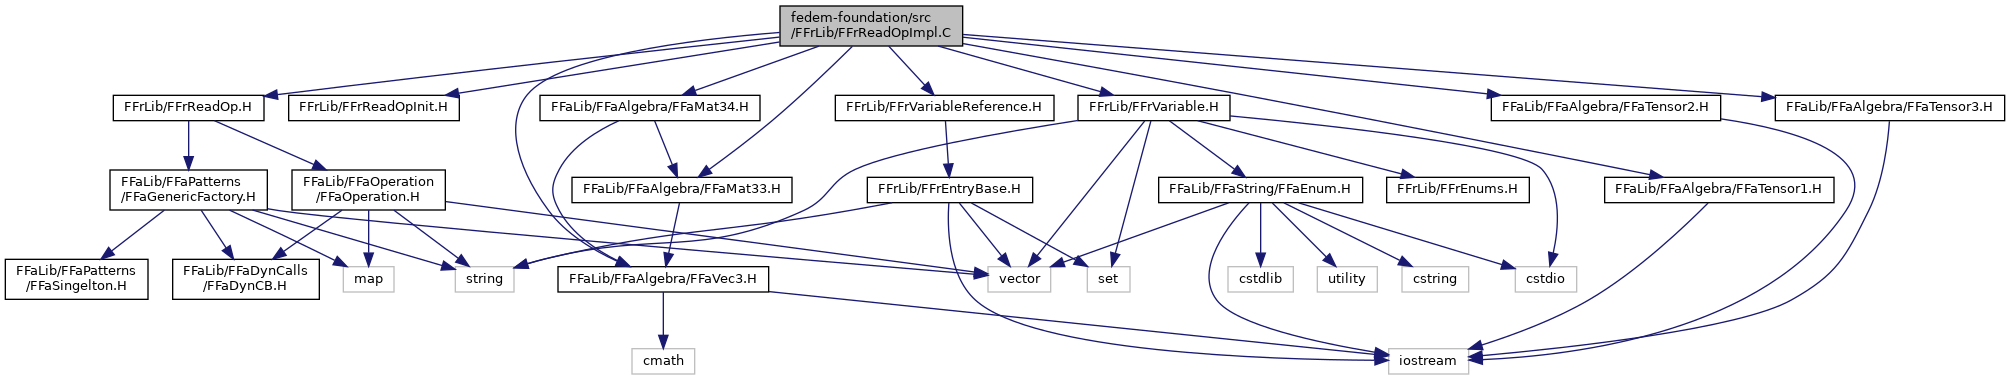 fedem-foundation/src
/FFrLib/FFrReadOpImpl.C
FFrLib/FFrReadOp.H
FFrLib/FFrReadOpInit.H
FFaLib/FFaAlgebra/FFaMat34.H
FFrLib/FFrVariableReference.H
FFrLib/FFrVariable.H
FFaLib/FFaAlgebra/FFaTensor2.H
FFaLib/FFaAlgebra/FFaTensor3.H
FFaLib/FFaPatterns
/FFaGenericFactory.H
FFaLib/FFaOperation
/FFaOperation.H
FFaLib/FFaAlgebra/FFaMat33.H
FFrLib/FFrEntryBase.H
FFaLib/FFaString/FFaEnum.H
FFrLib/FFrEnums.H
FFaLib/FFaAlgebra/FFaTensor1.H
FFaLib/FFaPatterns
/FFaSingelton.H
FFaLib/FFaDynCalls
/FFaDynCB.H
map
string
FFaLib/FFaAlgebra/FFaVec3.H
vector
set
cstdlib
utility
cstring
cstdio
cmath
iostream